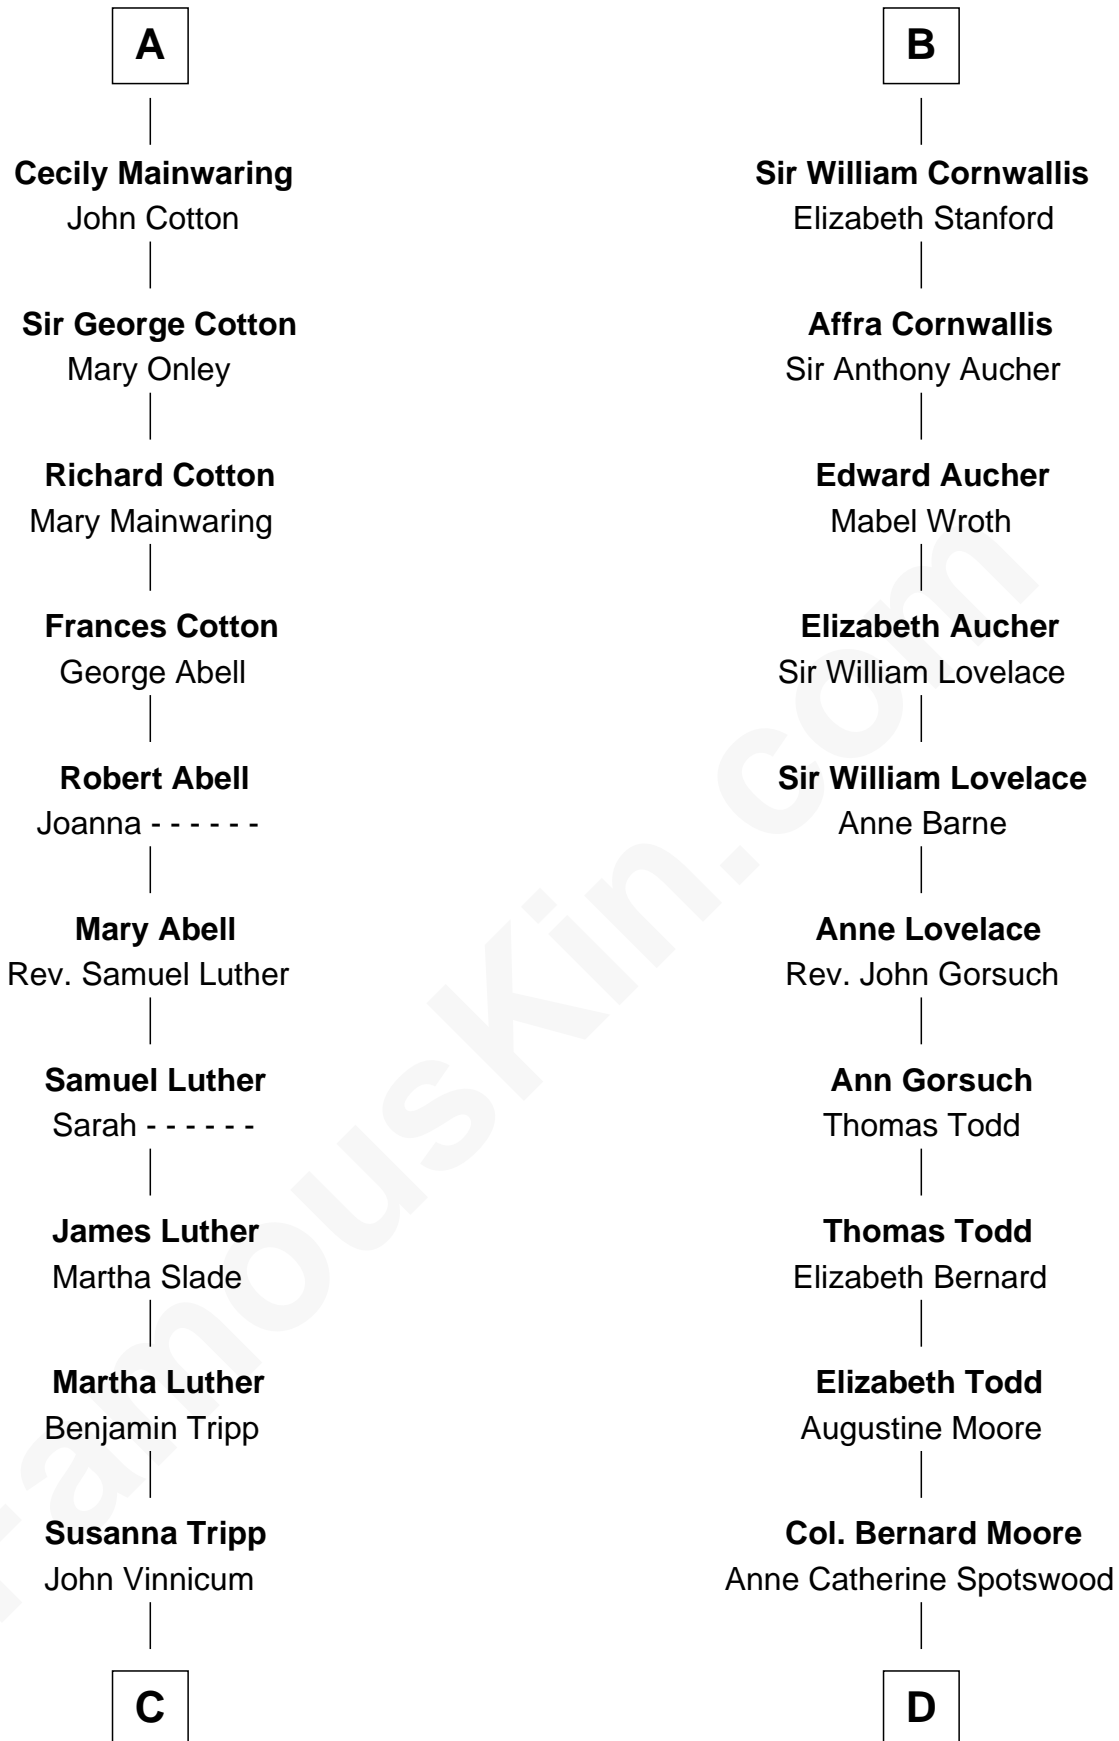 A
Cecily Mainwaring
John Cotton
Sir George Cotton
Mary Onley
Richard Cotton
Mary Mainwaring
Frances Cotton
George Abell
Robert Abell
Joanna - - - - - -
Mary Abell
Rev. Samuel Luther
Samuel Luther
Sarah - - - - - -
James Luther
Martha Slade
Martha Luther
Benjamin Tripp
Susanna Tripp
John Vinnicum
C
B
Sir William Cornwallis
Elizabeth Stanford
Affra Cornwallis
Sir Anthony Aucher
Edward Aucher
Mabel Wroth
Elizabeth Aucher
Sir William Lovelace
Sir William Lovelace
Anne Barne
Anne Lovelace
Rev. John Gorsuch
Ann Gorsuch
Thomas Todd
Thomas Todd
Elizabeth Bernard
Elizabeth Todd
Augustine Moore
Col. Bernard Moore
Anne Catherine Spotswood
D
FamousKin.com